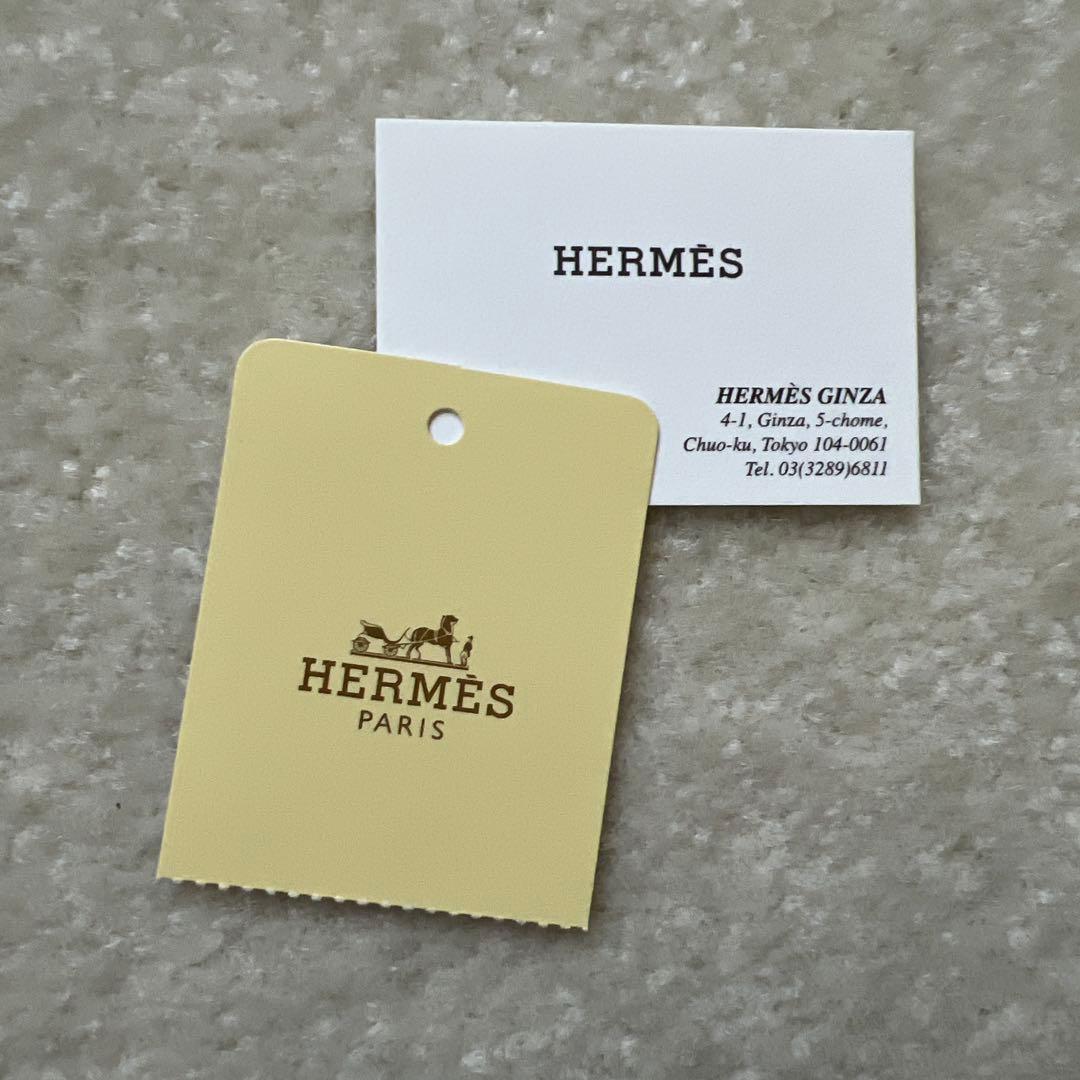 HERMÈS
HERMÈS GINZA
4-1, Ginza, 5-chome,
Chuo-ku, Tokyo 104-0061
Tel. 03(3289)6811
HERMÈS
PARIS